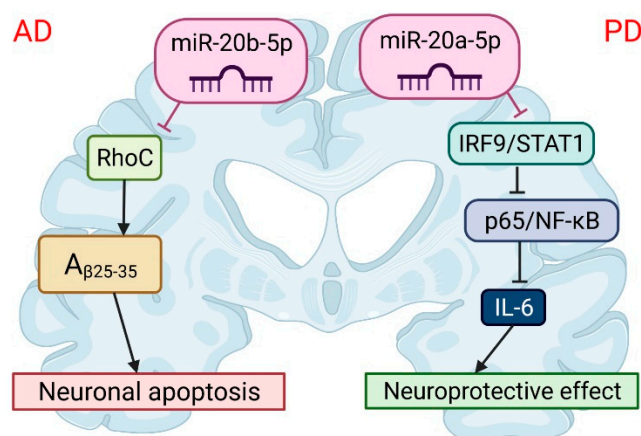 AD
PD
miR-20b-5p
miR-20a-5p
RhoC
IRF9/STAT1
p65/NF-κB
Aβ25-35
IL-6
Neuronal apoptosis
Neuroprotective effect